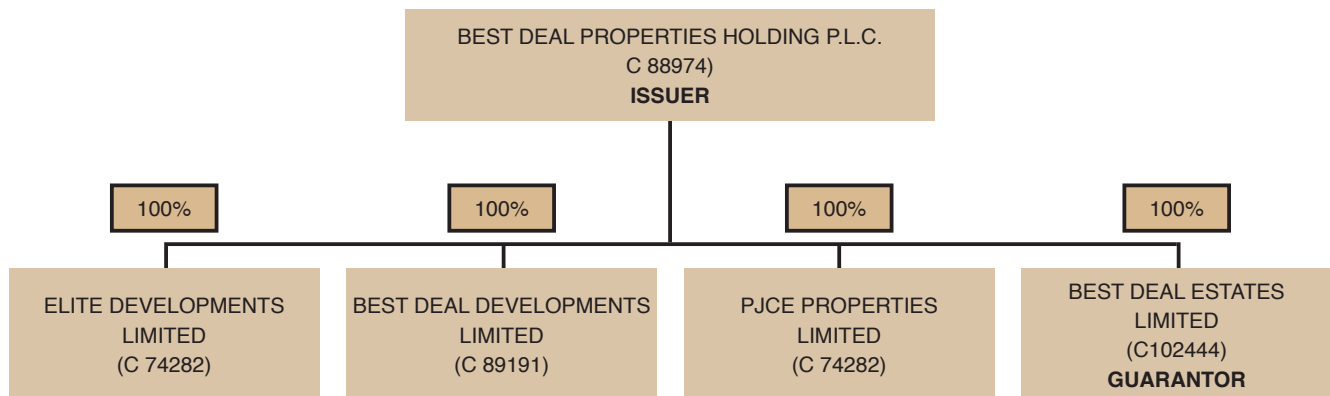 BEST DEAL PROPERTIES HOLDING P.L.C.
C 88974)
ISSUER
100%
100%
100%
100%
ELITE DEVELOPMENTS
LIMITED
(C 74282)
BEST DEAL DEVELOPMENTS
LIMITED
(C 89191)
PJCE PROPERTIES
LIMITED
(C 74282)
BEST DEAL ESTATES
LIMITED
(C102444)
GUARANTOR